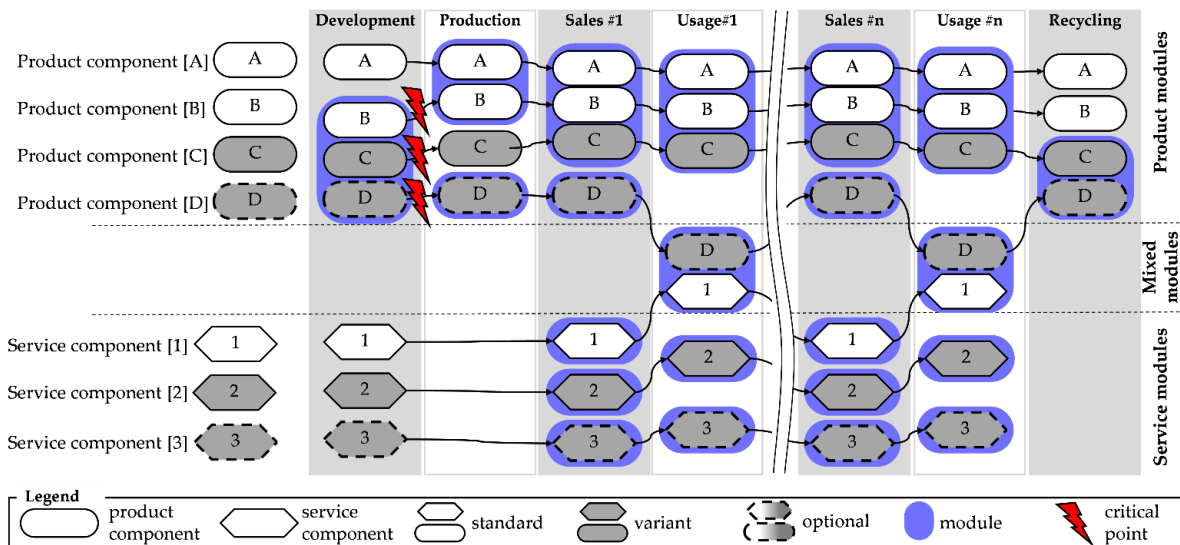 Development Production Sales #1 Usage#1 Sales #n Usage #n Recycling
Product component [A] A A A A A A A A
Product component [B] B B B B B B B B
Product component [C] C C C C C C C C
Product component [D] D D D D D D
D D
1 1
Service component [1] 1 1 1 1
2 2
Service component [2] 2 2 2 2
Service component [3] 3 3 3 3 3 3
Product modules
Mixed
modules
Service modules
Legend
product
component
service
component
standard
variant
optional
module
critical
point